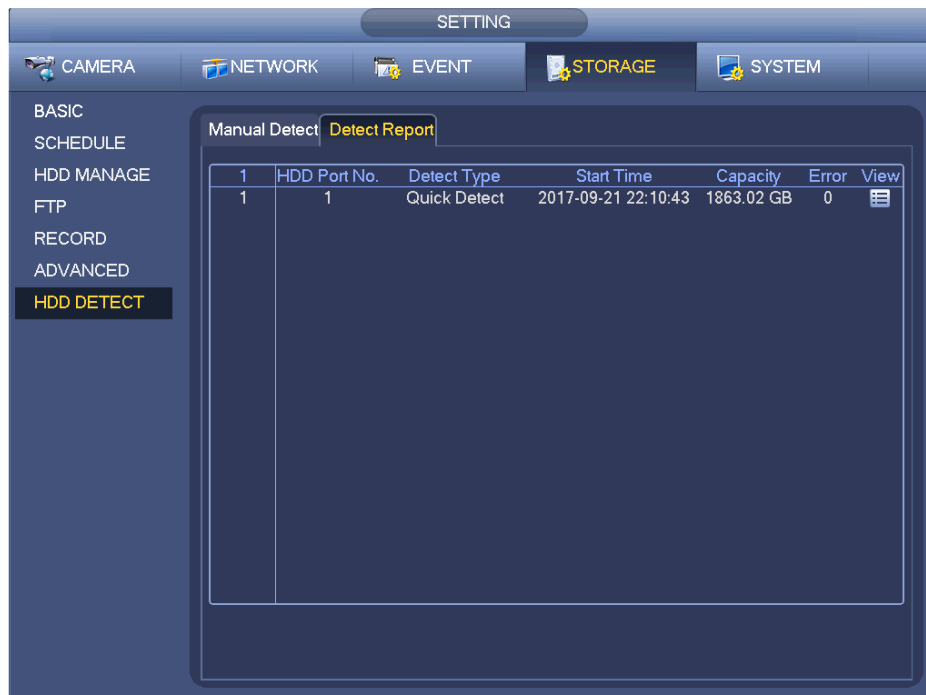 SETTING
CAMERA NETWORK EVENT STORAGE SYSTEM
BASIC
SCHEDULE
HDD MANAGE
FTP
RECORD
ADVANCED
HDD DETECT
Manual Detect Detect Report
1 HDD Port No. Detect Type Start Time Capacity Error View
1 1 Quick Detect 2017-09-21 22:10:43 1863.02 GB 0